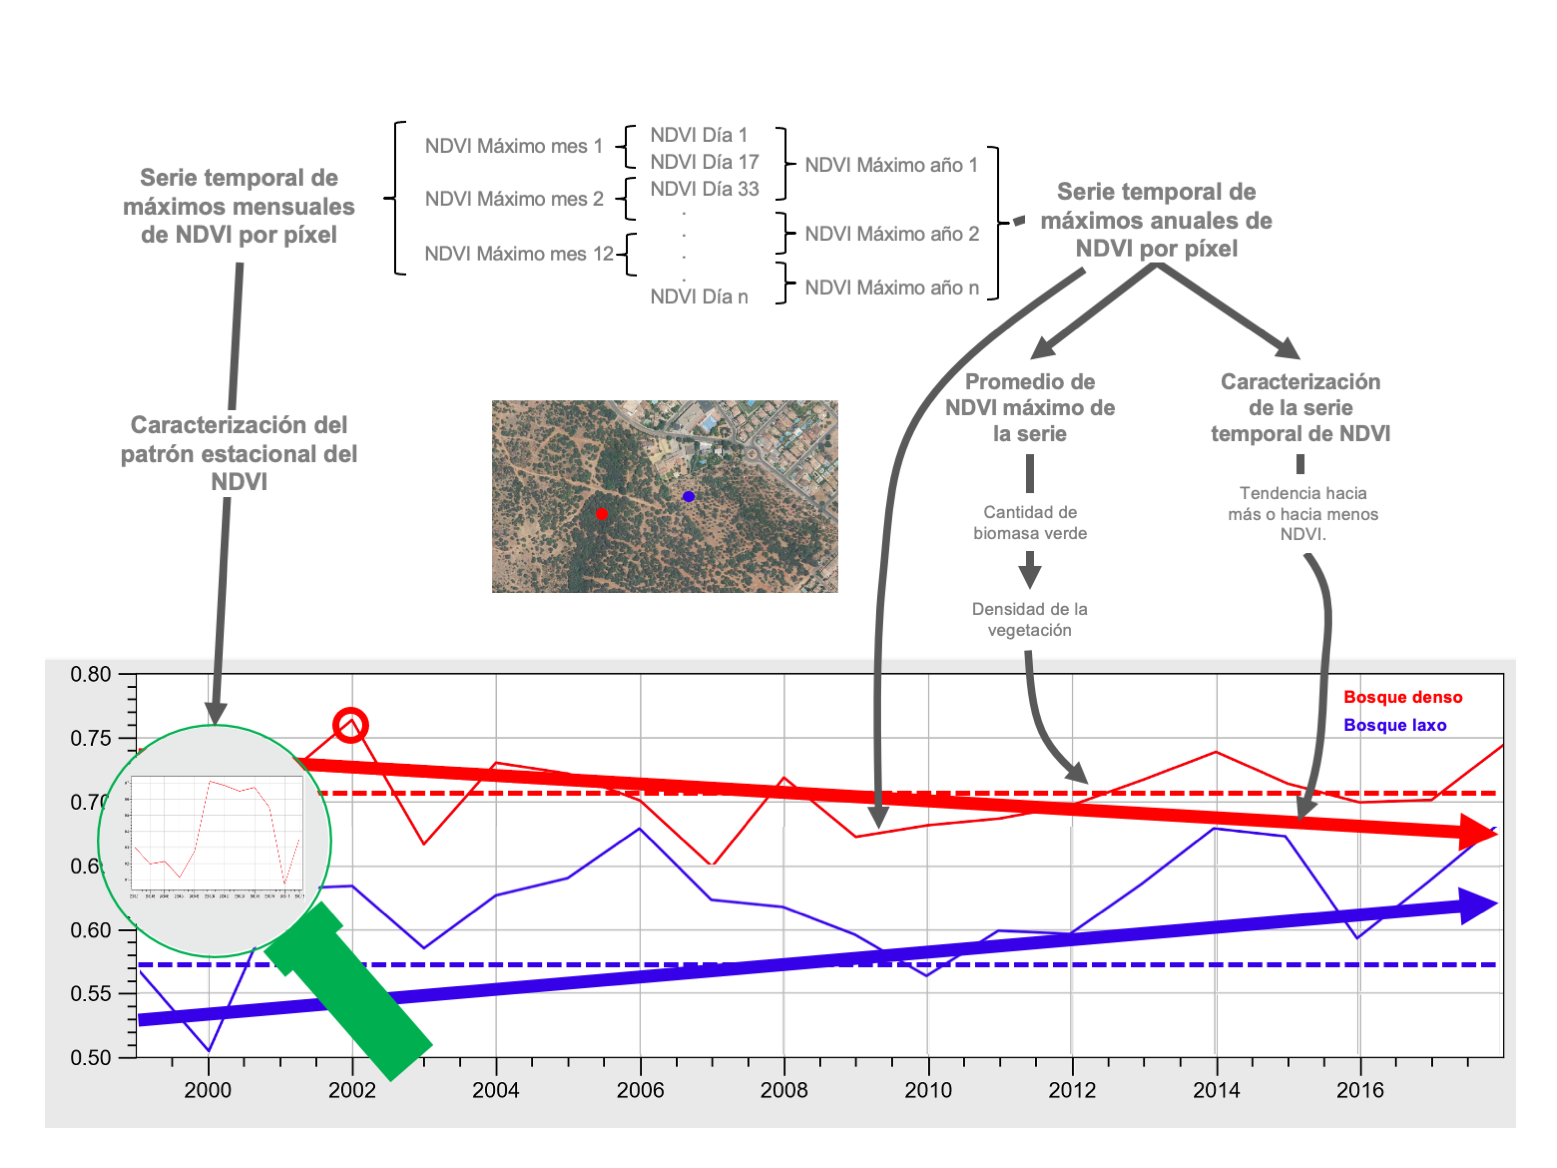 NDVI Máximo mes 1
NDVI Máximo mes 2
NDVI Máximo mes 12
NDVI Día 1
NDVI Día 17
NDVI Día 33
.
.
.
.
NDVI Día n
NDVI Máximo año 1
NDVI Máximo año 2
NDVI Máximo año n
Serie temporal de
máximos mensuales
de NDVI por píxel
Serie temporal de
máximos anuales de
NDVI por píxel
Caracterización del
patrón estacional del
NDVI
Promedio de
NDVI máximo de
la serie
Cantidad de
biomasa verde
Densidad de la
vegetación
Caracterización
de la serie
temporal de NDVI
Tendencia hacia
más o hacia menos
NDVI.
Bosque denso
Bosque laxo
0.80
0.75
0.70
0.6
0.60
0.55
0.50
2000
2002
2004
2006
2008
2010
2012
2014
2016